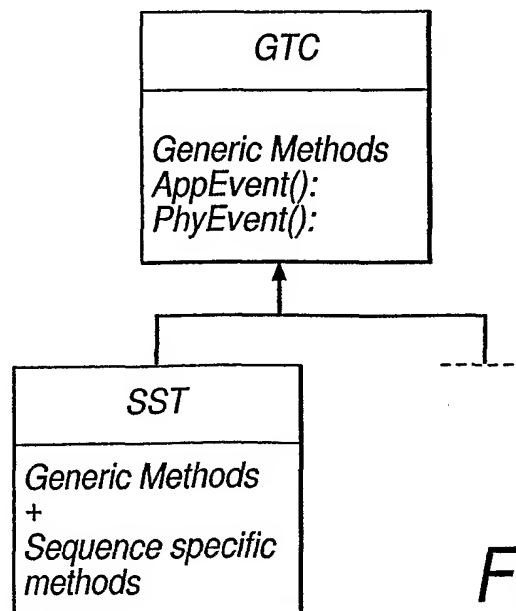 GTC
Generic Methods
AppEvent():
PhyEvent():
SST
Generic Methods
+
Sequence specific
methods
F